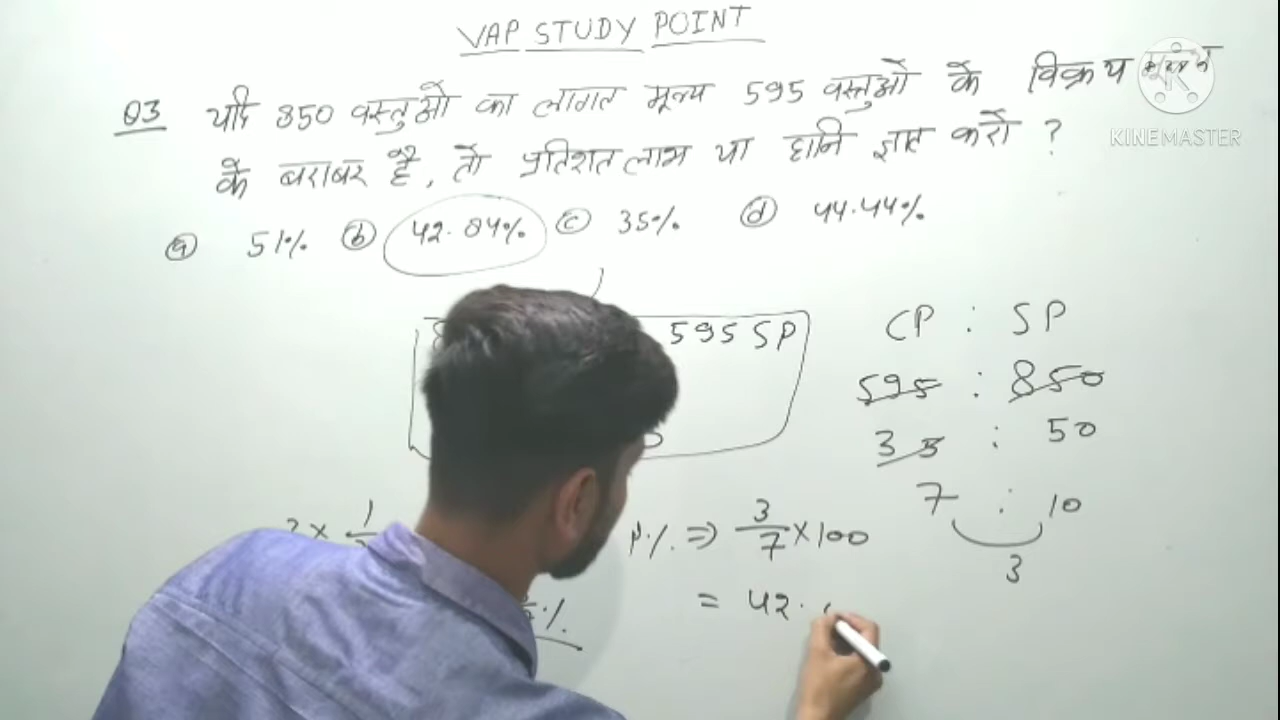 VAP STUDY POINT
Q3 यदि 850 वस्तुओं का लागत मूल्य 595 वस्तुओं के विक्रय
के बराबर है, तो प्रतिशत लाभ या हानि ज्ञात करो ?
KINEMASTER
(a) 51% (b) 42.84% (c) 35% (d) 44.44%
595 SP
CP : SP
595 : 850
35 : 50
7 : 10
3
P% ⇒ 3/7 × 100
= 42.